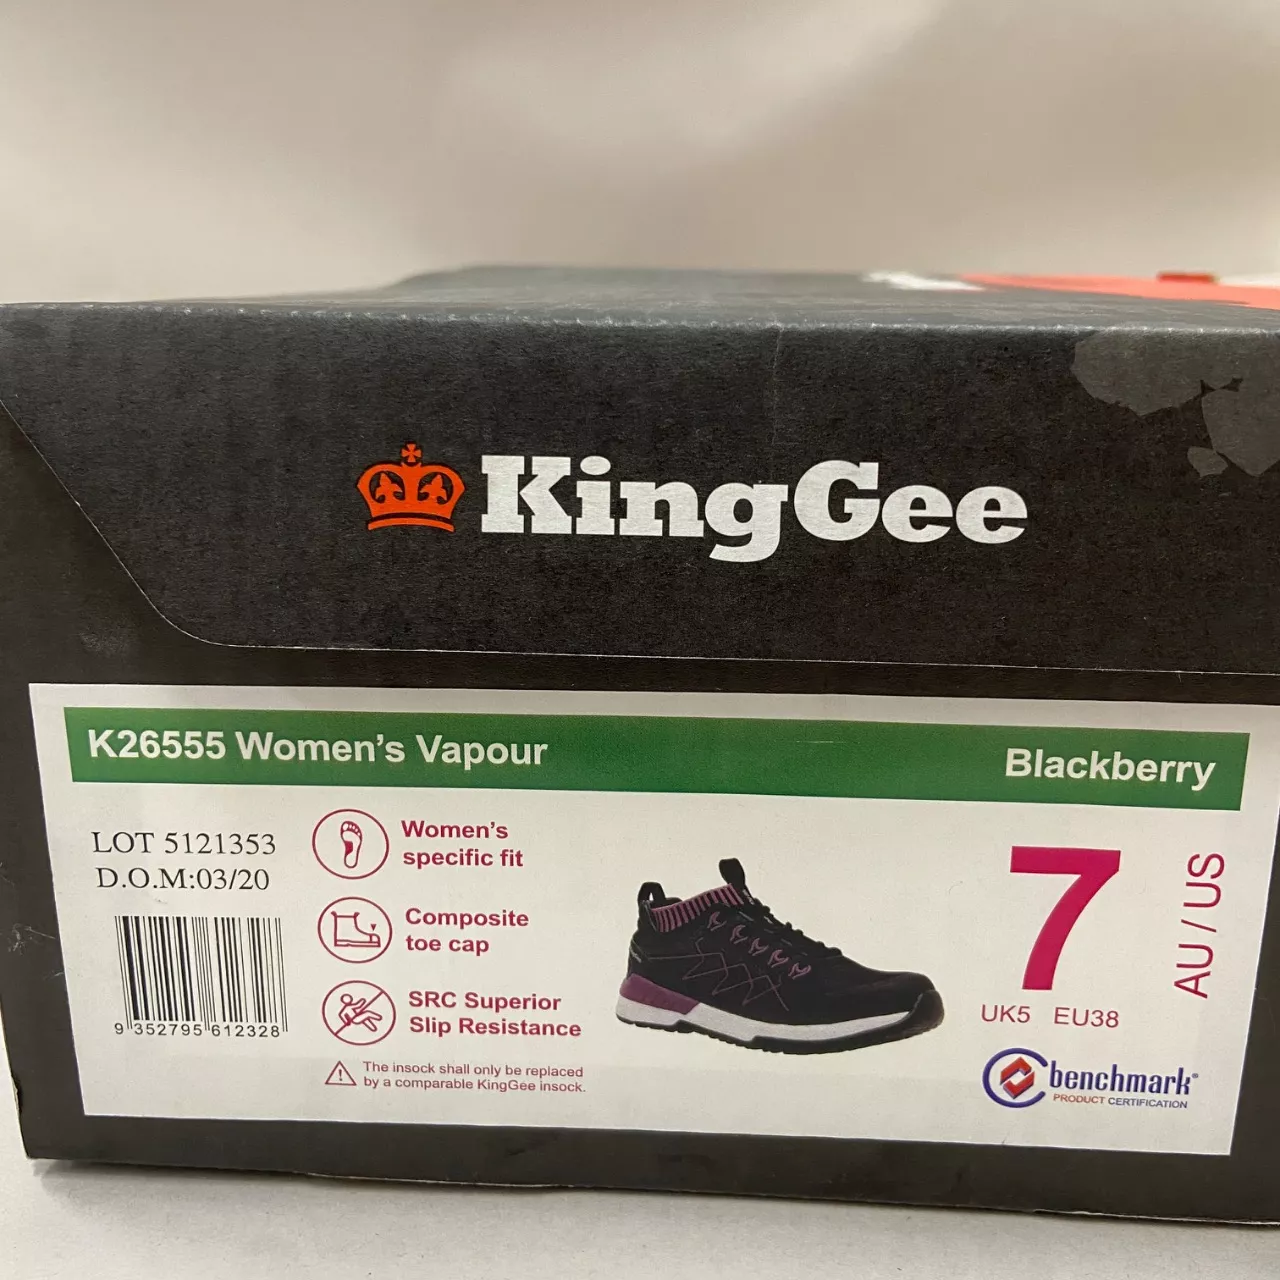 KingGee
K26555 Women's Vapour Blackberry
LOT 5121353
D.O.M:03/20
9 352795 612328
Women's
specific fit
Composite
toe cap
SRC Superior
Slip Resistance
The insock shall only be replaced
by a comparable KingGee insock.
7
AU / US
UK5 EU38
benchmark®
PRODUCT CERTIFICATION